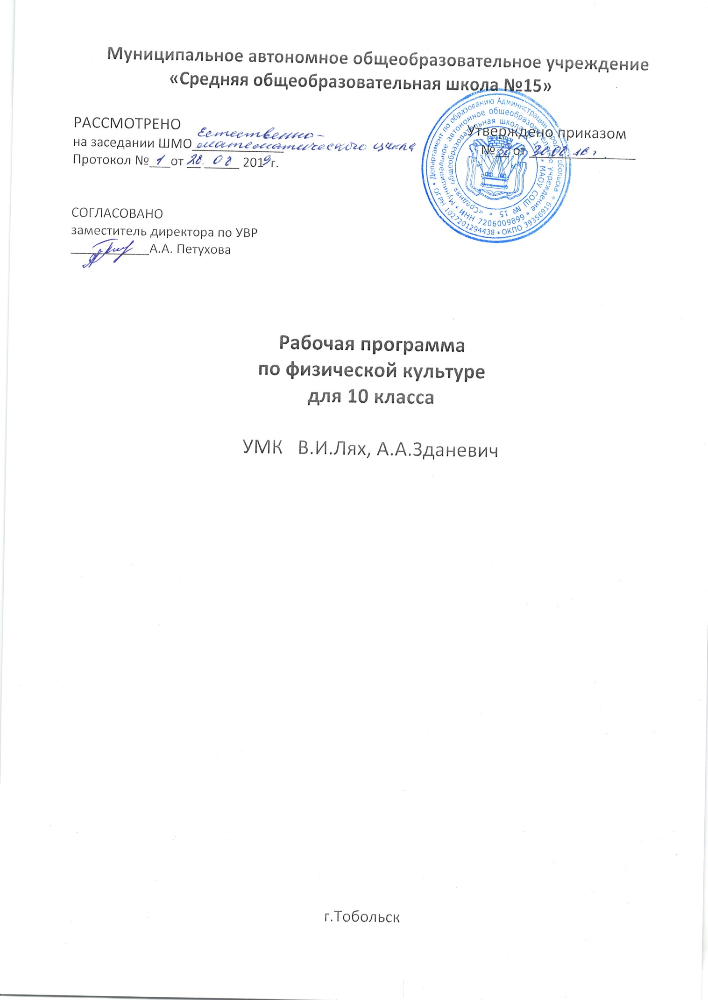 Муниципальное автономное общеобразовательное учреждение
«Средняя общеобразовательная школа №15»
РАССМОТРЕНО
на заседании ШМО Естественно-
математического цикла
Протокол № 1 от 28. 08 2019г.
Утверждено приказом
№ от 30.08.
СОГЛАСОВАНО
заместитель директора по УВР
А.А. Петухова
Департамент по образованию Администрации города Тобольска * ОКПО 39356919 * ОГРН 1027201294438 *
Муниципальное автономное общеобразовательное учреждение * ИНН 7206009899 *
«Средняя общеобразовательная школа № 15» * МАОУ СОШ № 15 *
Рабочая программа
по физической культуре
для 10 класса
УМК В.И.Лях, А.А.Зданевич
г.Тобольск